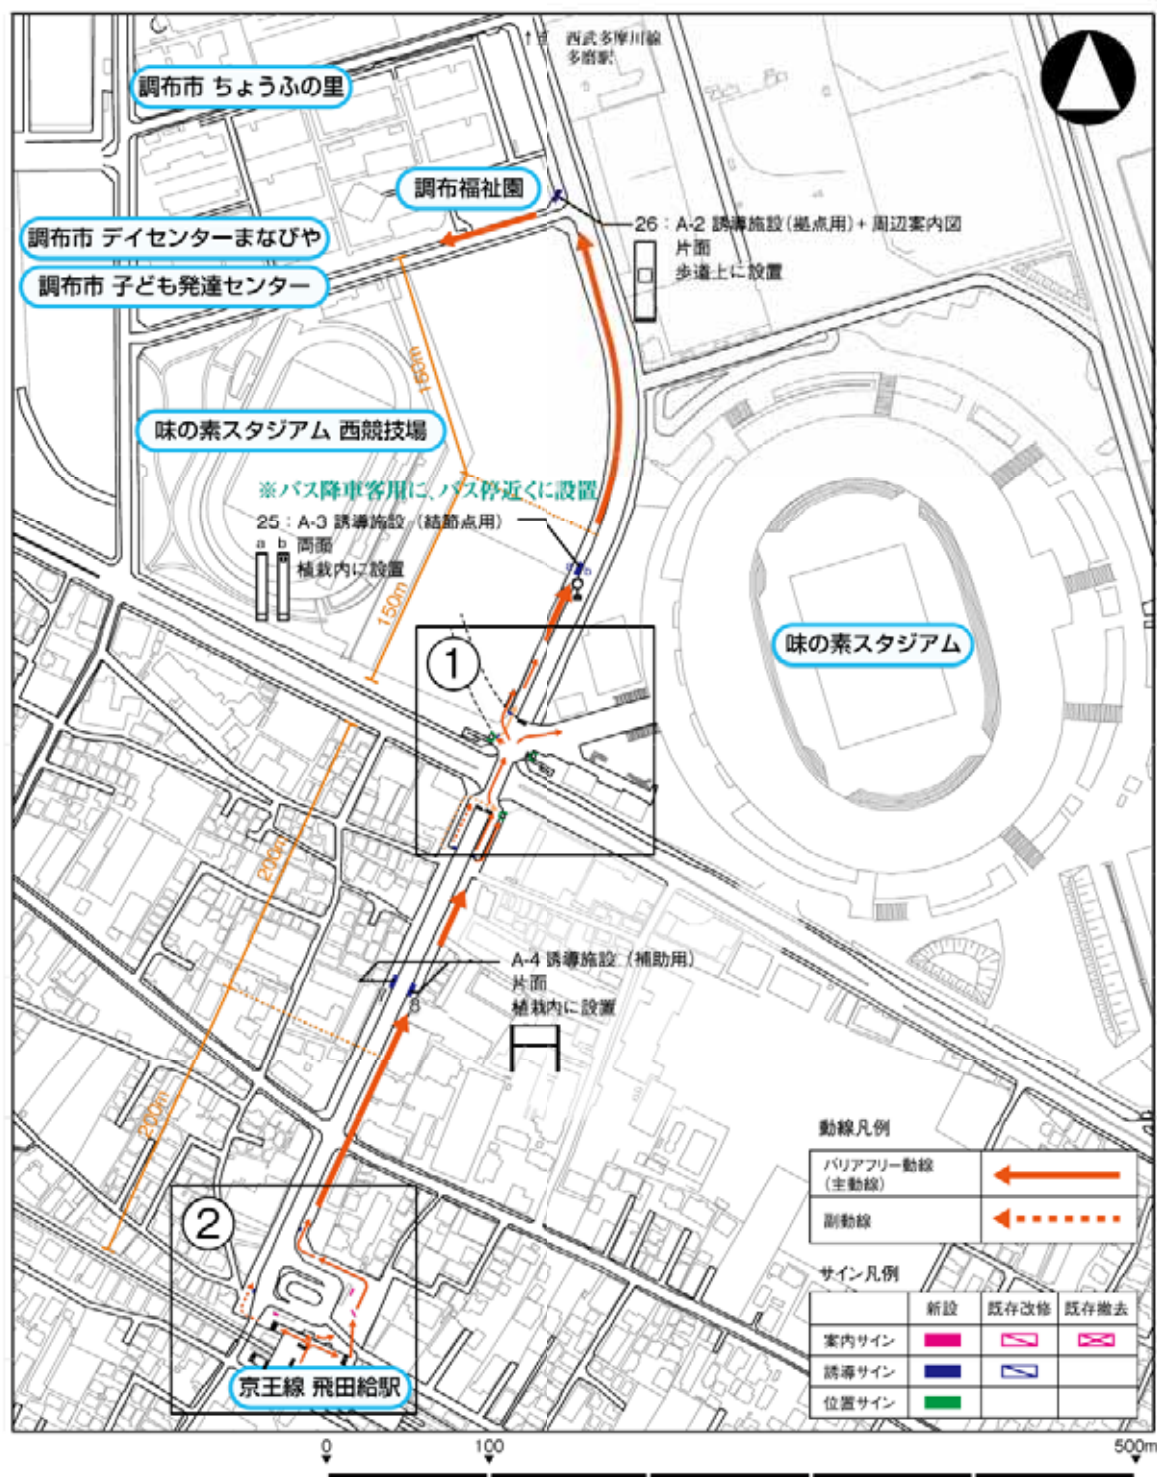 西武多摩川線
多磨駅
調布市 ちょうふの里
調布福祉園
26：A-2 誘導施設(拠点用)+周辺案内図
片面
歩道上に設置
調布市 デイセンターまなびや
調布市 子ども発達センター
160m
味の素スタジアム 西競技場
※バス降車客用に、バス停近くに設置
25：A-3 誘導施設（結節点用）
a b 両面
植栽内に設置
150m
①
味の素スタジアム
200m
A-4 誘導施設（補助用）
片面
植栽内に設置
8
200m
②
京王線 飛田給駅
動線凡例
バリアフリー動線
(主動線)
副動線
サイン凡例
新設 既存改修 既存撤去
案内サイン
誘導サイン
位置サイン
0 100 500m